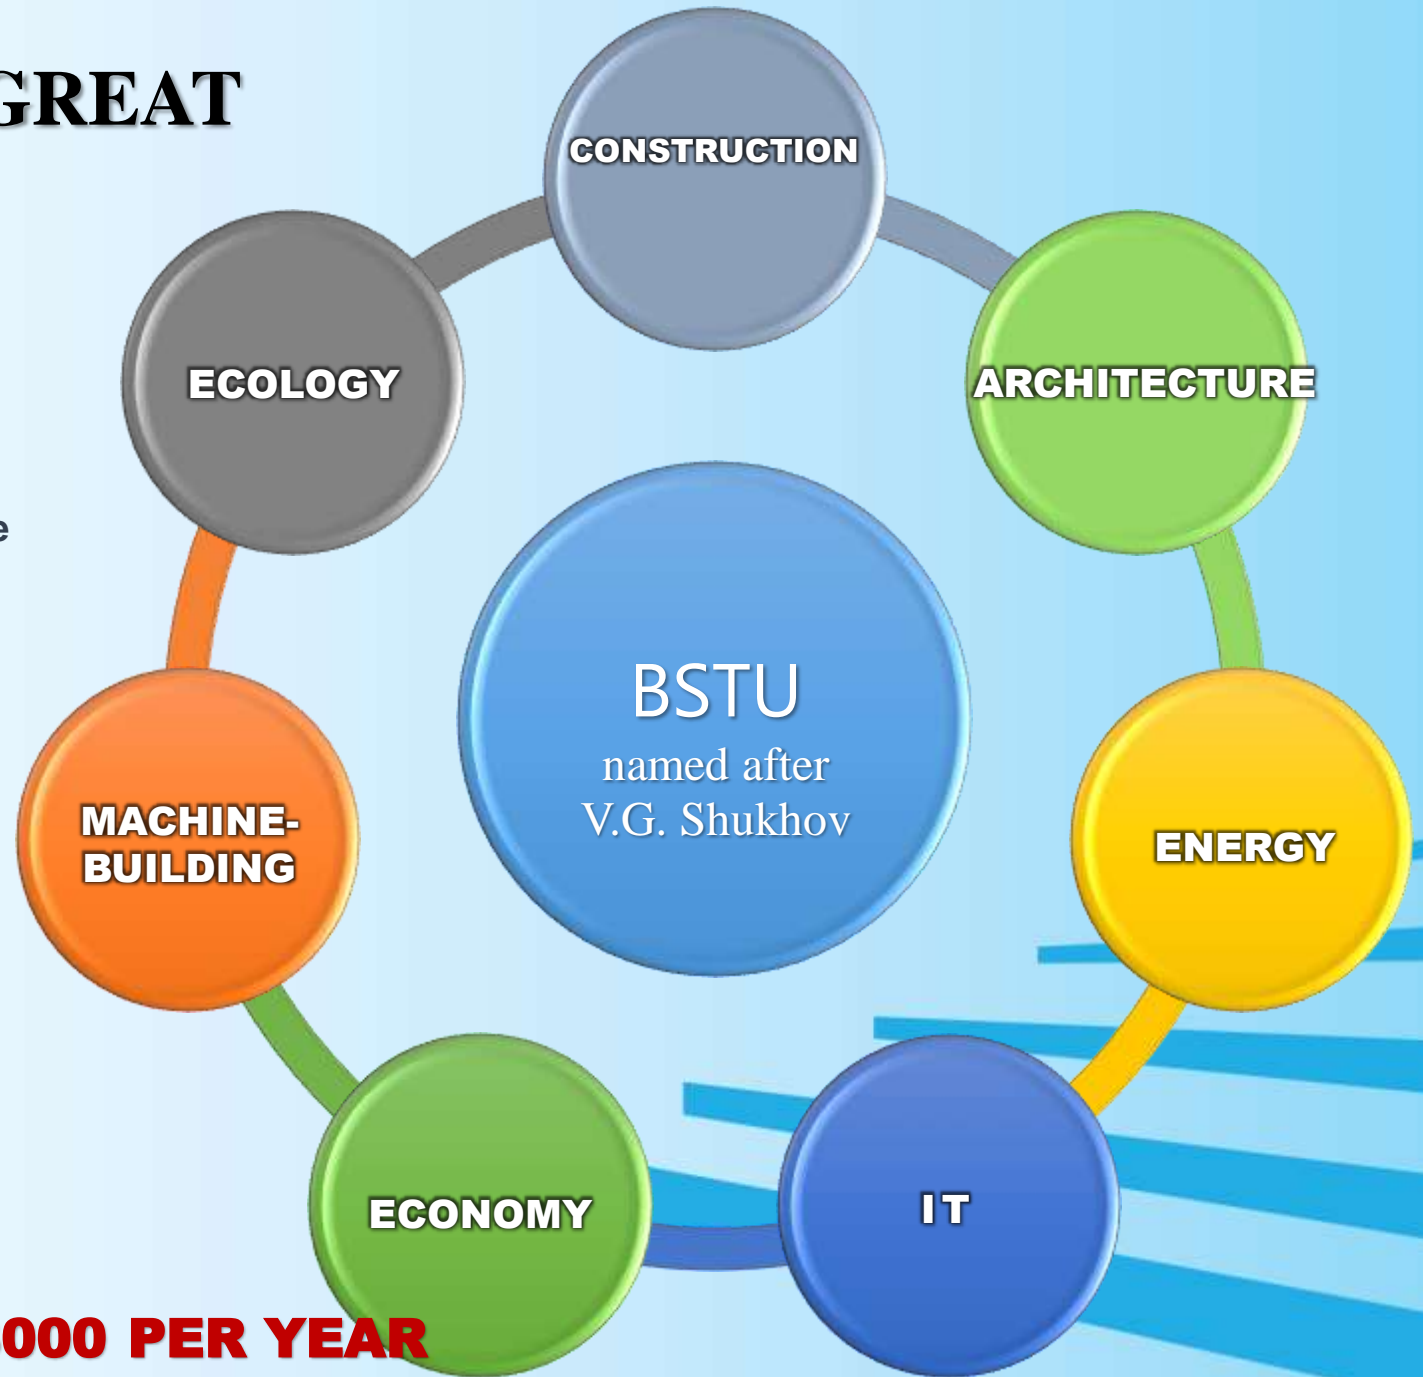 GREAT
CONSTRUCTION
ECOLOGY
ARCHITECTURE
BSTU
named after
V.G. Shukhov
MACHINE-
BUILDING
ENERGY
ECONOMY
IT
000 PER YEAR